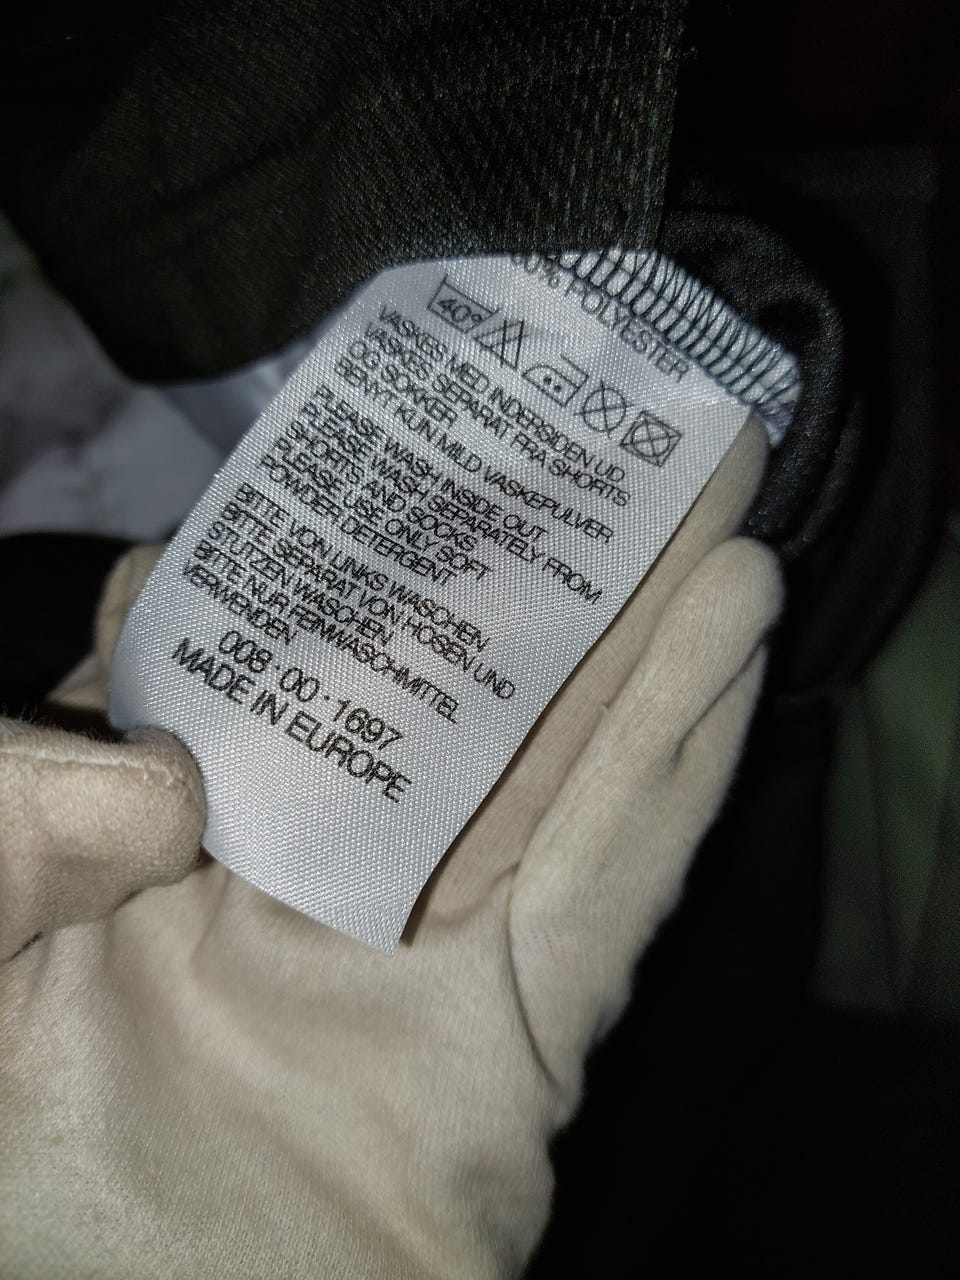 0% POLYESTER
40°
VASKES MED INDERSIDEN UD.
VASKES SEPARAT FRA SHORTS
OG SOKKER
BENYT KUN MILD VASKEPULVER
PLEASE WASH INSIDE OUT
PLEASE WASH SEPARATELY FROM
SHORTS AND SOCKS
PLEASE USE ONLY SOFT
POWDER DETERGENT
BITTE VON LINKS WASCHEN
BITTE SEPARAT VON HOSEN UND
STUTZEN WASCHEN
BITTE NUR FEINWASCHMITTEL
VERWENDEN
008·00·1697
MADE IN EUROPE